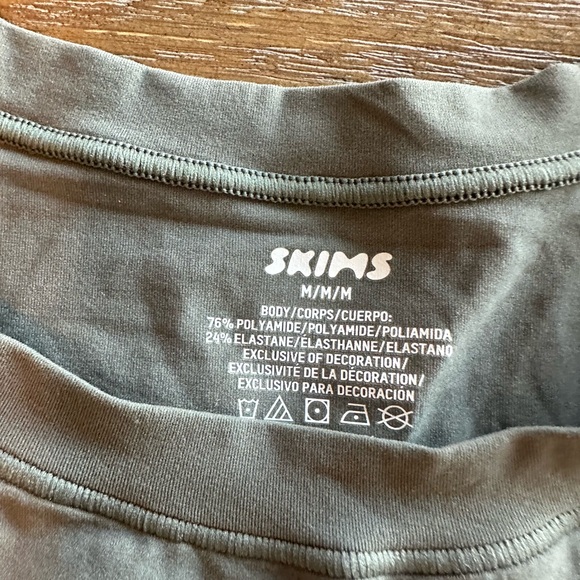 SKIMS
M/M/M
BODY/CORPS/CUERPO:
76% POLYAMIDE/POLYAMIDE/POLIAMIDA
24% ELASTANE/ÉLASTHANNE/ELASTANO
EXCLUSIVE OF DECORATION/
EXCLUSIVITÉ DE LA DÉCORATION/
EXCLUSIVO PARA DECORACIÓN